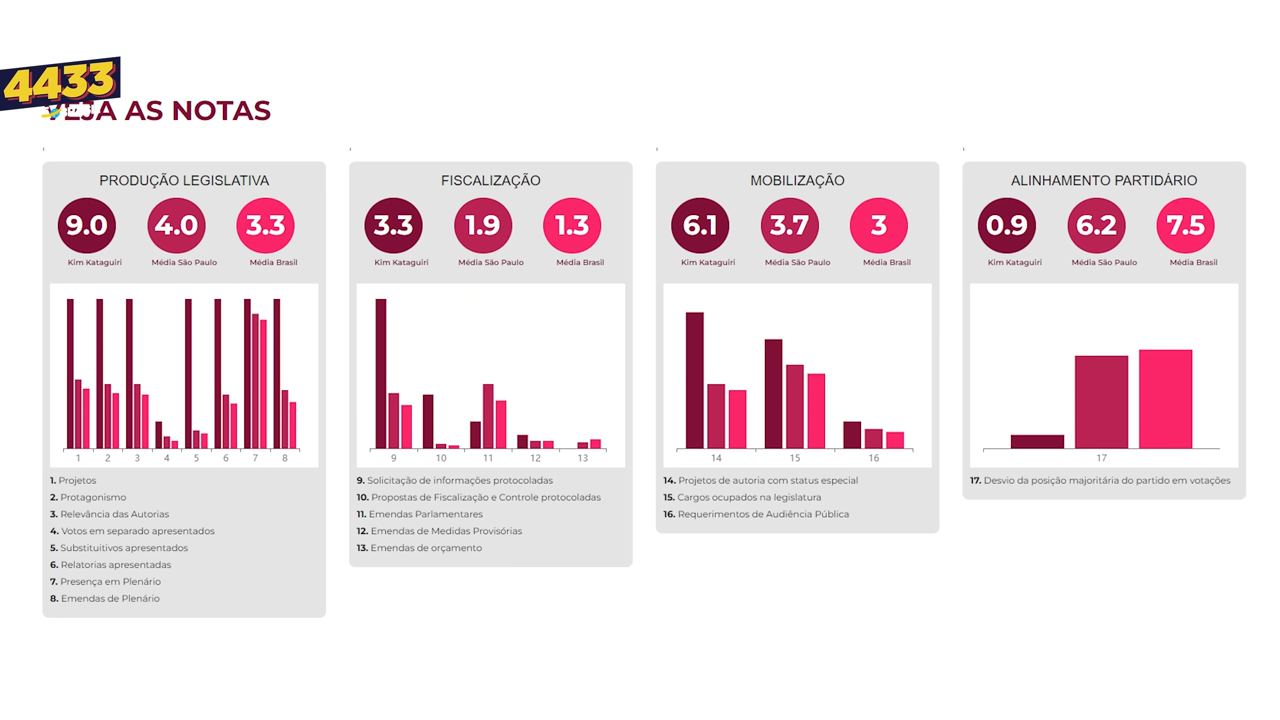 4433
VEJA AS NOTAS
PRODUÇÃO LEGISLATIVA
9.0 4.0 3.3
Kim Kataguiri Média São Paulo Média Brasil
1 2 3 4 5 6 7 8
1. Projetos
2. Protagonismo
3. Relevância das Autorias
4. Votos em separado apresentados
5. Substituitivos apresentados
6. Relatorias apresentadas
7. Presença em Plenário
8. Emendas de Plenário
FISCALIZAÇÃO
3.3 1.9 1.3
Kim Kataguiri Média São Paulo Média Brasil
9 10 11 12 13
9. Solicitação de informações protocoladas
10. Propostas de Fiscalização e Controle protocoladas
11. Emendas Parlamentares
12. Emendas de Medidas Provisórias
13. Emendas de orçamento
MOBILIZAÇÃO
6.1 3.7 3
Kim Kataguiri Média São Paulo Média Brasil
14 15 16
14. Projetos de autoria com status especial
15. Cargos ocupados na legislatura
16. Requerimentos de Audiência Pública
ALINHAMENTO PARTIDÁRIO
0.9 6.2 7.5
Kim Kataguiri Média São Paulo Média Brasil
17
17. Desvio da posição majoritária do partido em votações